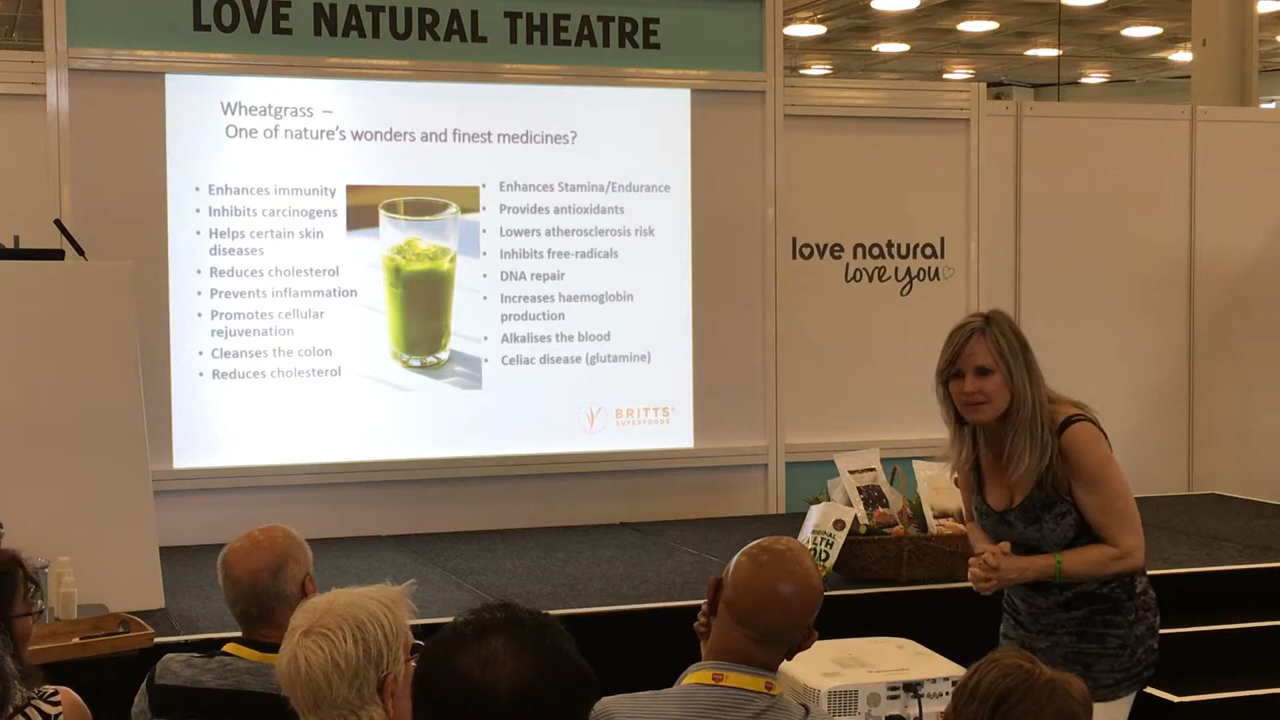 LOVE NATURAL THEATRE
Wheatgrass –
One of nature's wonders and finest medicines?
• Enhances immunity
• Inhibits carcinogens
• Helps certain skin
diseases
• Reduces cholesterol
• Prevents inflammation
• Promotes cellular
rejuvenation
• Cleanses the colon
• Reduces cholesterol
• Enhances Stamina/Endurance
• Provides antioxidants
• Lowers atherosclerosis risk
• Inhibits free-radicals
• DNA repair
• Increases haemoglobin
production
• Alkalises the blood
• Celiac disease (glutamine)
BRITTS®
SUPERFOODS
love natural
love you
Panasonic